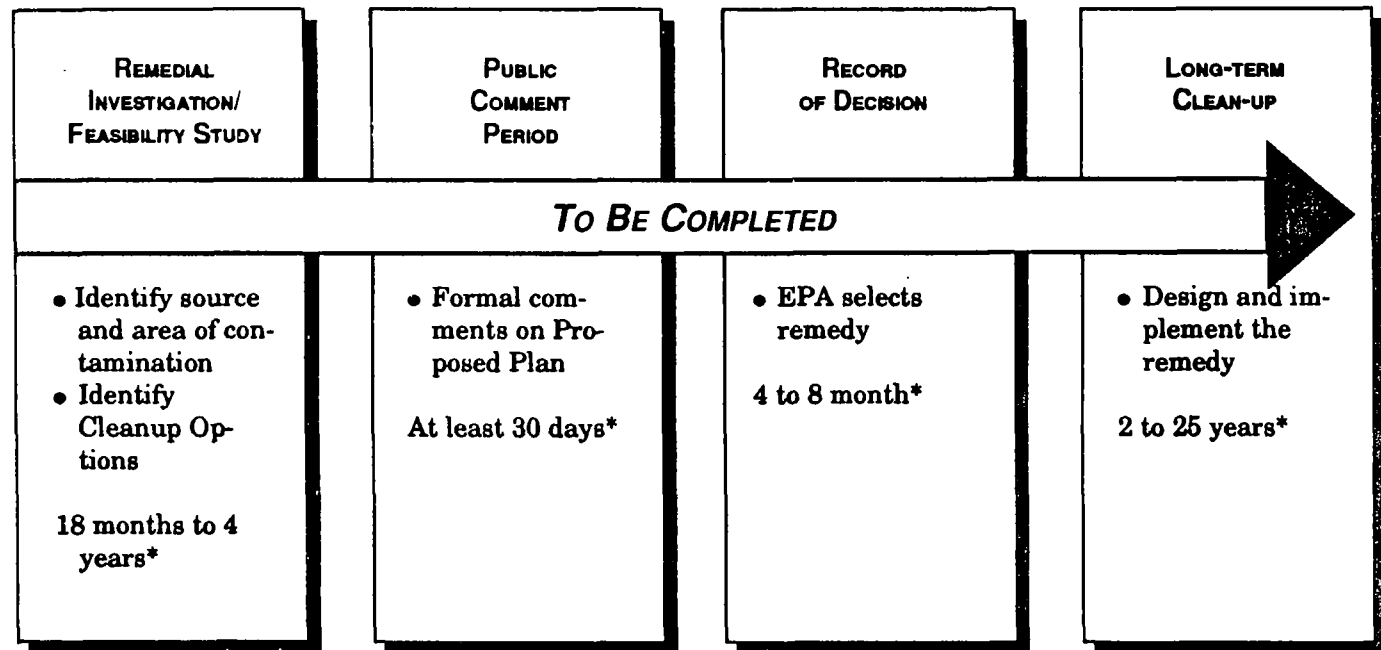 REMEDIAL
INVESTIGATION/
FEASIBILITY STUDY
PUBLIC
COMMENT
PERIOD
RECORD
OF DECISION
LONG-TERM
CLEAN-UP
TO BE COMPLETED
● Identify source
and area of con-
tamination
● Identify
Cleanup Op-
tions
18 months to 4
years*
● Formal com-
ments on Pro-
posed Plan
At least 30 days*
● EPA selects
remedy
4 to 8 month*
● Design and im-
plement the
remedy
2 to 25 years*